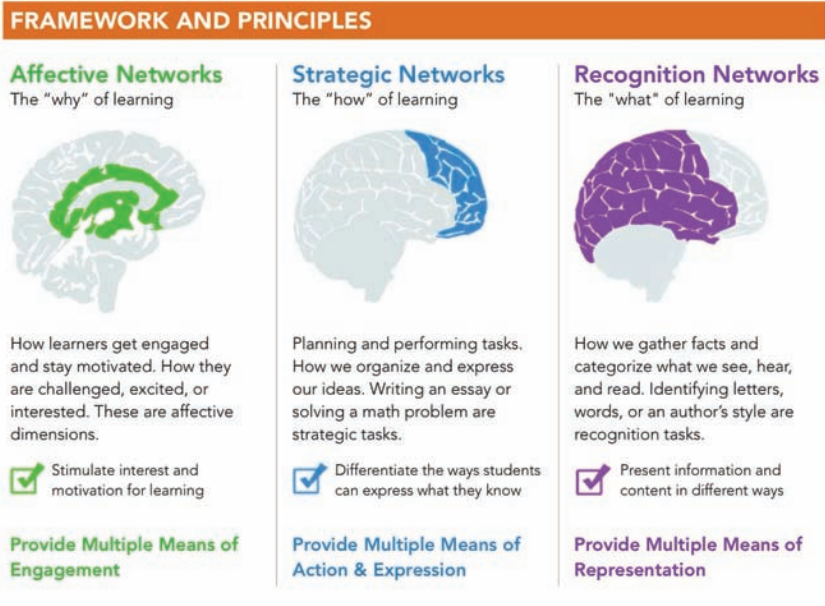 FRAMEWORK AND PRINCIPLES
Affective Networks
The “why” of learning
How learners get engaged
and stay motivated. How they
are challenged, excited, or
interested. These are affective
dimensions.
Stimulate interest and
motivation for learning
Provide Multiple Means of
Engagement
Strategic Networks
The “how” of learning
Planning and performing tasks.
How we organize and express
our ideas. Writing an essay or
solving a math problem are
strategic tasks.
Differentiate the ways students
can express what they know
Provide Multiple Means of
Action & Expression
Recognition Networks
The "what" of learning
How we gather facts and
categorize what we see, hear,
and read. Identifying letters,
words, or an author's style are
recognition tasks.
Present information and
content in different ways
Provide Multiple Means of
Representation